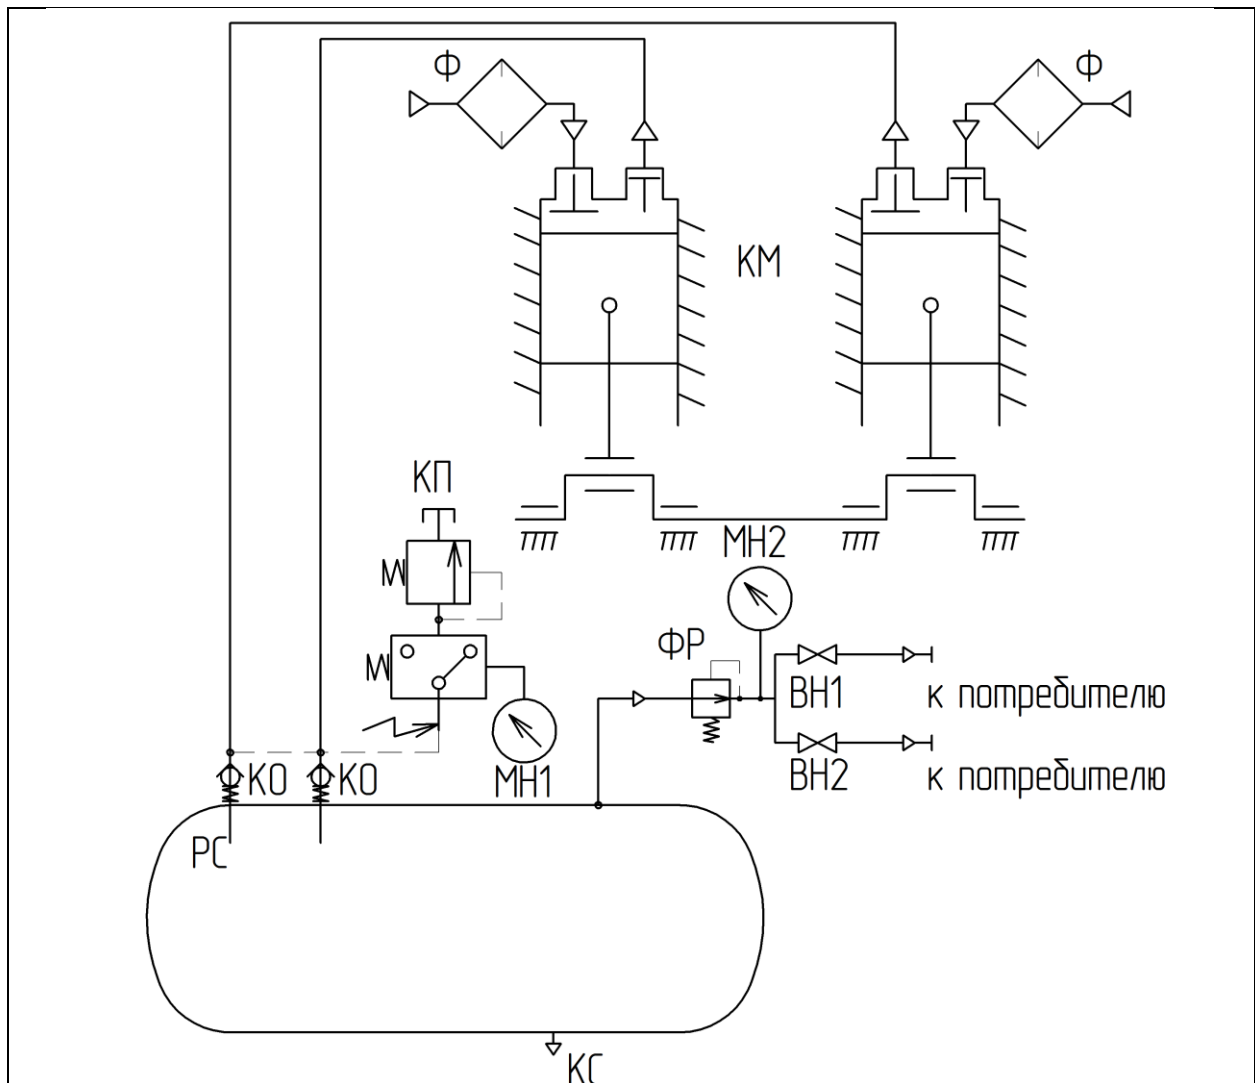 Ф
Ф
КМ
КП
МН2
ФР
ВН1
к потребителю
МН1
ВН2
к потребителю
КО
КО
РС
КС